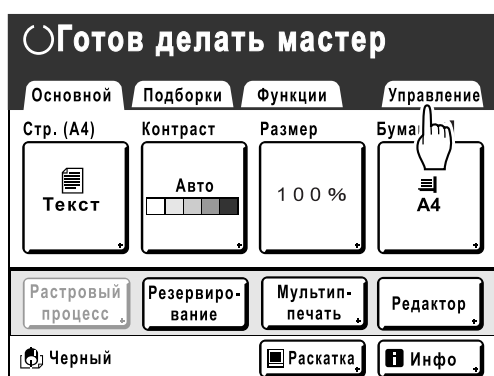 Готов делать мастер
Основной Подборки Функции Управление
Стр. (A4) Контраст Размер
Текст Авто 100% A4
Растровый процесс
Резервиро-
вание
Мультип-
печать
Редактор
Черный Раскатка Инфо